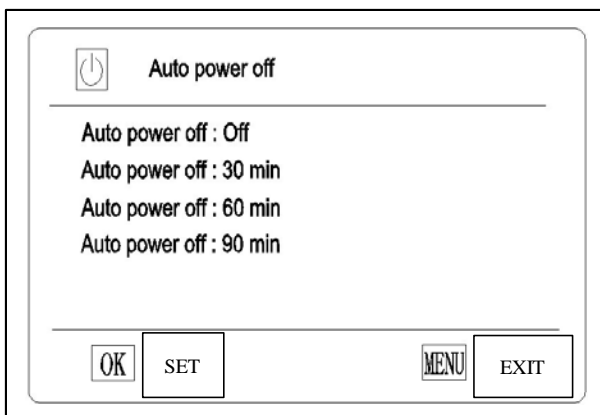 Auto power off
Auto power off : Off
Auto power off : 30 min
Auto power off : 60 min
Auto power off : 90 min
OK SET MENU EXIT